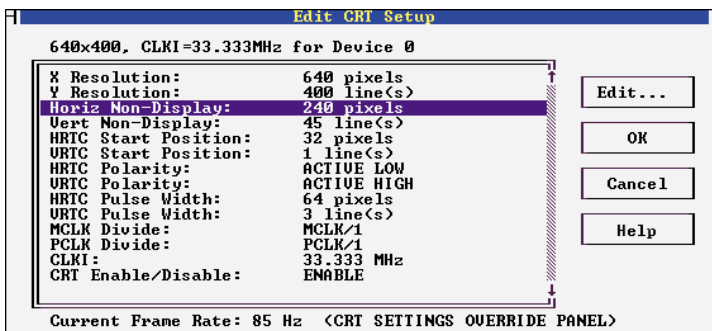 Edit CRT Setup
640x400, CLKI=33.333MHz for Device 0
X Resolution: 640 pixels
Y Resolution: 400 line(s)
Horiz Non-Display: 240 pixels
Vert Non-Display: 45 line(s)
HRTC Start Position: 32 pixels
VRTC Start Position: 1 line(s)
HRTC Polarity: ACTIVE LOW
VRTC Polarity: ACTIVE HIGH
HRTC Pulse Width: 64 pixels
VRTC Pulse Width: 3 line(s)
MCLK Divide: MCLK/1
PCLK Divide: PCLK/1
CLKI: 33.333 MHz
CRT Enable/Disable: ENABLE
Edit...
OK
Cancel
Help
Current Frame Rate: 85 Hz (CRT SETTINGS OVERRIDE PANEL)